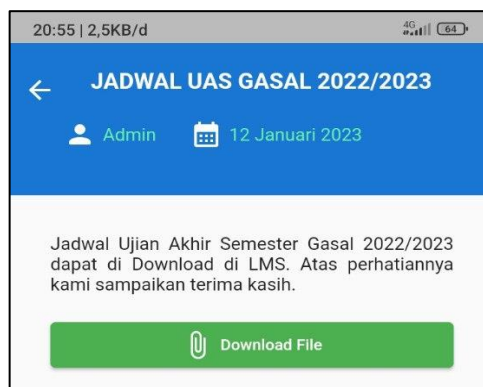 20:55 | 2,5KB/d
4G
64
JADWAL UAS GASAL 2022/2023
Admin
12 Januari 2023
Jadwal Ujian Akhir Semester Gasal 2022/2023
dapat di Download di LMS. Atas perhatiannya
kami sampaikan terima kasih.
Download File